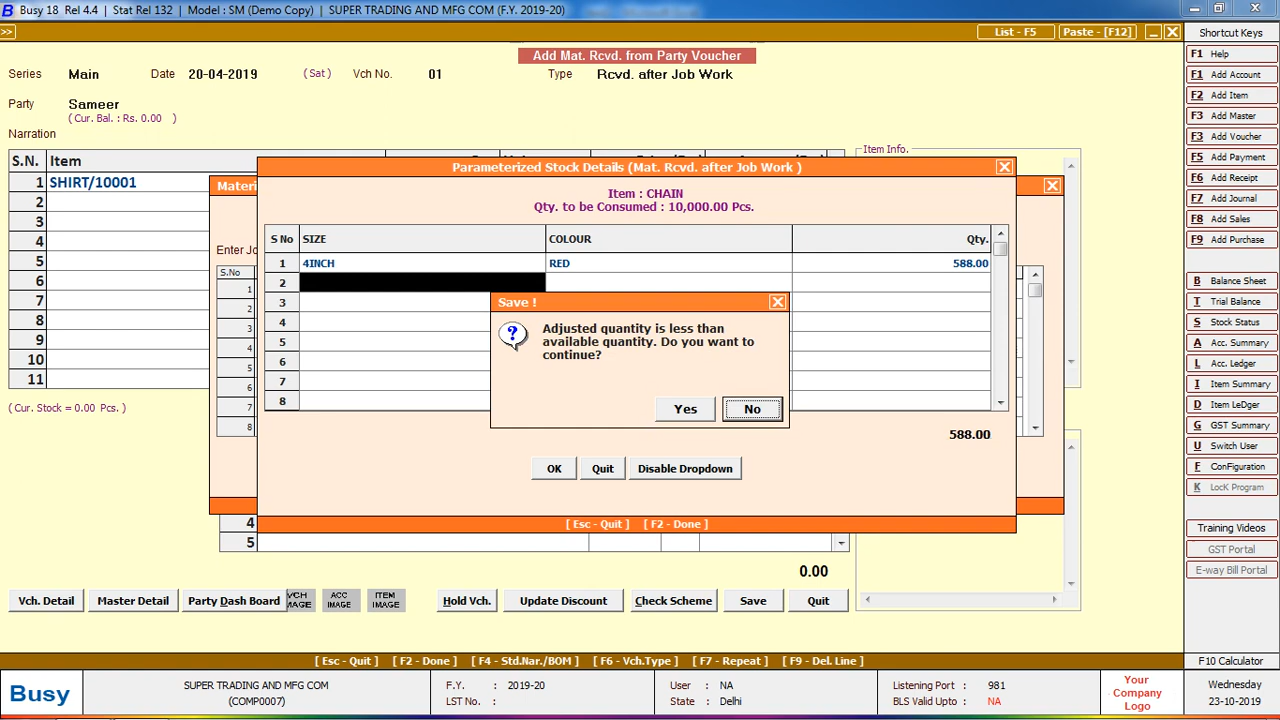 Busy 18 Rel 4.4 | Stat Rel 132 | Model : SM (Demo Copy) | SUPER TRADING AND MFG COM (F.Y. 2019-20)
>> List - F5 Paste - [F12]
Add Mat. Rcvd. from Party Voucher
Series Main Date 20-04-2019 (Sat) Vch No. 01 Type Rcvd. after Job Work
Party Sameer
(Cur. Bal. : Rs. 0.00 )
Narration
S.N. Item
Item Info.
1 SHIRT/10001
2
3
4
5
6
7
8
9
10
11
(Cur. Stock = 0.00 Pcs. )
Materi
Enter Jo
S.No
1
2
3
4
5
6
7
8
Parameterized Stock Details (Mat. Rcvd. after Job Work )
Item : CHAIN
Qty. to be Consumed : 10,000.00 Pcs.
S No SIZE COLOUR Qty.
1 4INCH RED 588.00
2
3
4
5
6
7
8
588.00
Save !
Adjusted quantity is less than
available quantity. Do you want to
continue?
Yes No
OK Quit Disable Dropdown
[ Esc - Quit ] [ F2 - Done ]
4
5
0.00
Vch. Detail Master Detail Party Dash Board VCH IMAGE ACC IMAGE ITEM IMAGE Hold Vch. Update Discount Check Scheme Save Quit
[ Esc - Quit ] [ F2 - Done ] [ F4 - Std.Nar./BOM ] [ F6 - Vch.Type ] [ F7 - Repeat ] [ F9 - Del. Line ]
Shortcut Keys
F1 Help
F1 Add Account
F2 Add Item
F3 Add Master
F3 Add Voucher
F5 Add Payment
F6 Add Receipt
F7 Add Journal
F8 Add Sales
F9 Add Purchase
B Balance Sheet
T Trial Balance
S Stock Status
A Acc. Summary
L Acc. Ledger
I Item Summary
D Item LeDger
G GST Summary
U Switch User
F Configuration
K LocK Program
Training Videos
GST Portal
E-way Bill Portal
F10 Calculator
Busy
SUPER TRADING AND MFG COM
(COMP0007)
F.Y. : 2019-20
LST No. :
User : NA
State : Delhi
Listening Port : 981
BLS Valid Upto : NA
Your
Company
Logo
Wednesday
23-10-2019